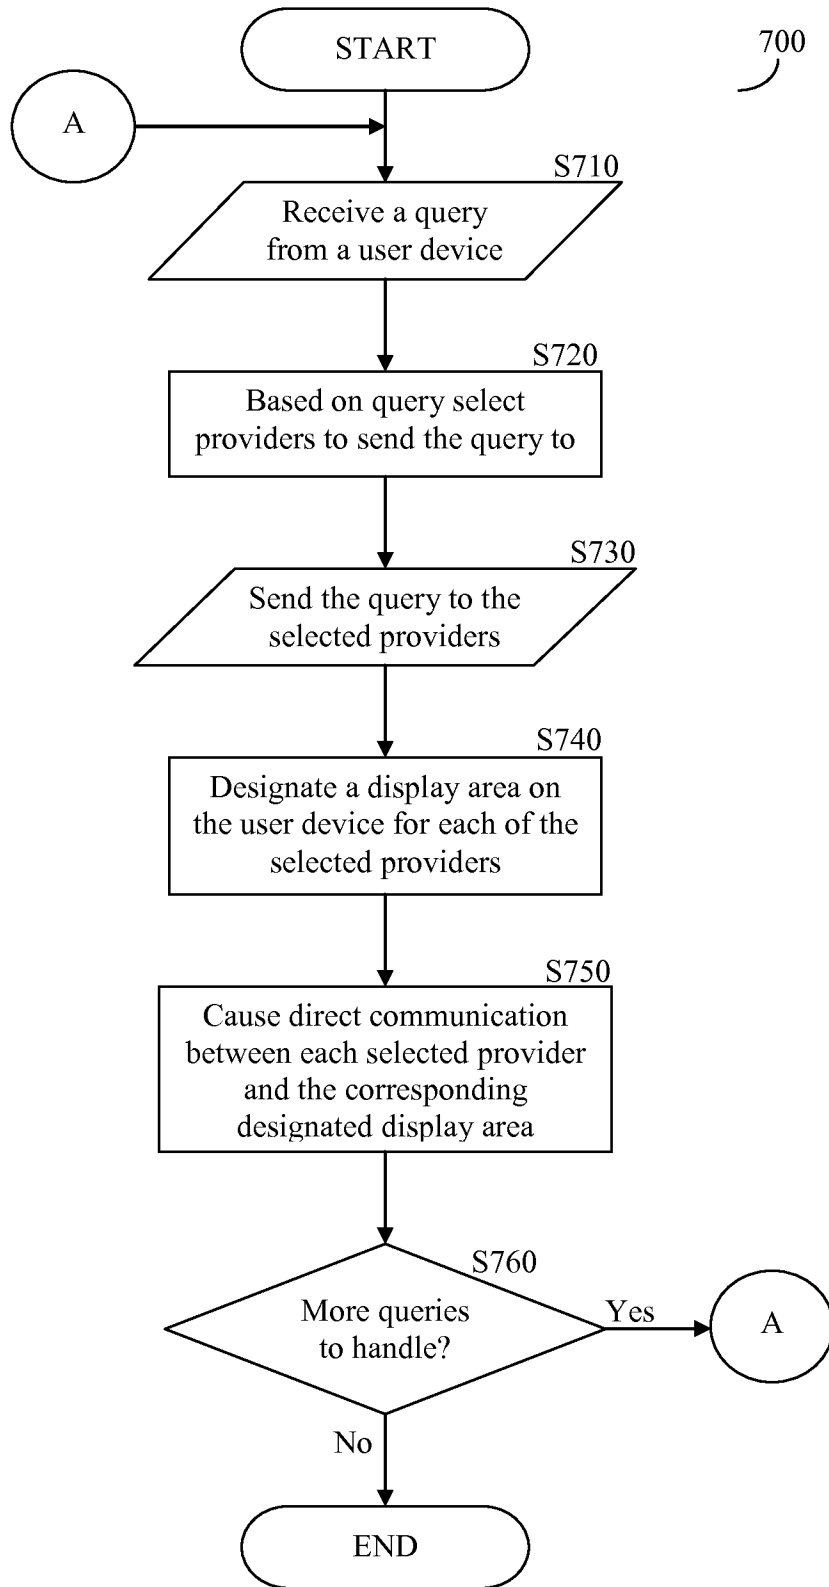 START
700
A
S710
Receive a query
from a user device
S720
Based on query select
providers to send the query to
S730
Send the query to the
selected providers
S740
Designate a display area on
the user device for each of the
selected providers
S750
Cause direct communication
between each selected provider
and the corresponding
designated display area
S760
More queries
to handle?
Yes
A
No
END